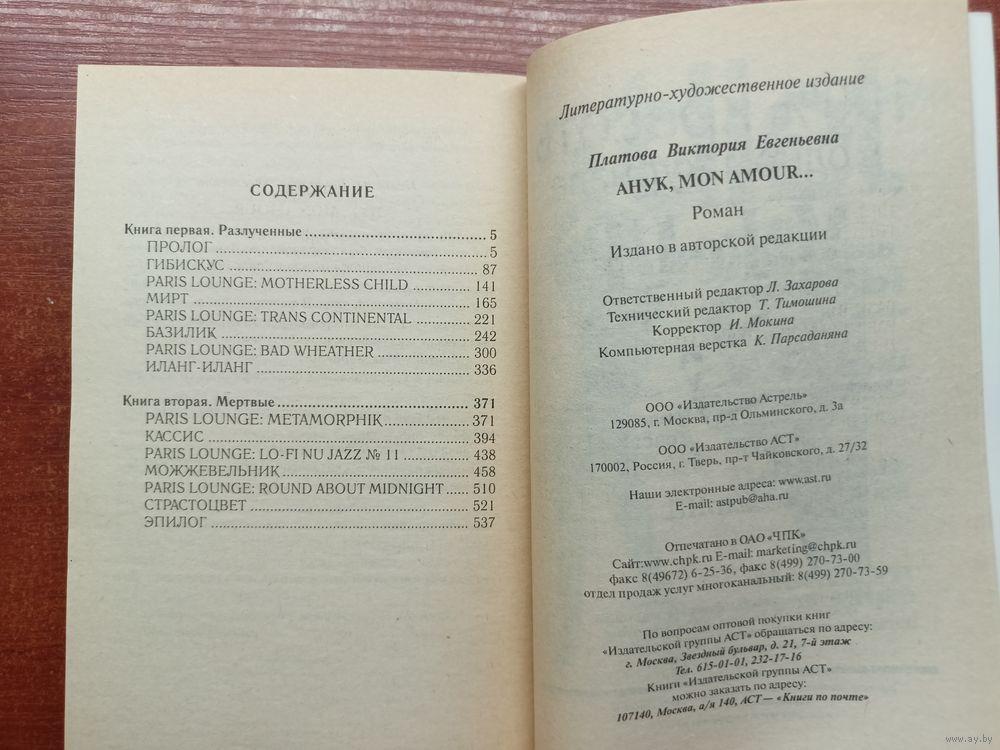 СОДЕРЖАНИЕ
Книга первая. Разлученные ..... 5
ПРОЛОГ ..... 5
ГИБИСКУС ..... 87
PARIS LOUNGE: MOTHERLESS CHILD ..... 141
МИРТ ..... 165
PARIS LOUNGE: TRANS CONTINENTAL ..... 221
БАЗИЛИК ..... 242
PARIS LOUNGE: BAD WHEATHER ..... 300
ИЛАНГ-ИЛАНГ ..... 336
Книга вторая. Мертвые ..... 371
PARIS LOUNGE: METAMORPHIK ..... 371
КАССИС ..... 394
PARIS LOUNGE: LO-FI NU JAZZ № 11 ..... 438
МОЖЖЕВЕЛЬНИК ..... 458
PARIS LOUNGE: ROUND ABOUT MIDNIGHT ..... 510
СТРАСТОЦВЕТ ..... 521
ЭПИЛОГ ..... 537
Литературно-художественное издание
Платова Виктория Евгеньевна
АНУК, MON AMOUR...
Роман
Издано в авторской редакции
Ответственный редактор Л. Захарова
Технический редактор Т. Тимошина
Корректор И. Мокина
Компьютерная верстка К. Парсаданяна
ООО «Издательство Астрель»
129085, г. Москва, пр-д Ольминского, д. 3а
ООО «Издательство АСТ»
170002, Россия, г. Тверь, пр-т Чайковского, д. 27/32
Наши электронные адреса: www.ast.ru
E-mail: astpub@aha.ru
Отпечатано в ОАО «ЧПК»
Сайт:www.chpk.ru E-mail: marketing@chpk.ru
факс 8(49672) 6-25-36, факс 8(499) 270-73-00
отдел продаж услуг многоканальный: 8(499) 270-73-59
По вопросам оптовой покупки книг
«Издательской группы АСТ» обращаться по адресу:
г. Москва, Звездный бульвар, д. 21, 7-й этаж
Тел. 615-01-01, 232-17-16
Книги «Издательской группы АСТ»
можно заказать по адресу:
107140, Москва, а/я 140, АСТ — «Книги по почте»
www.ay.by